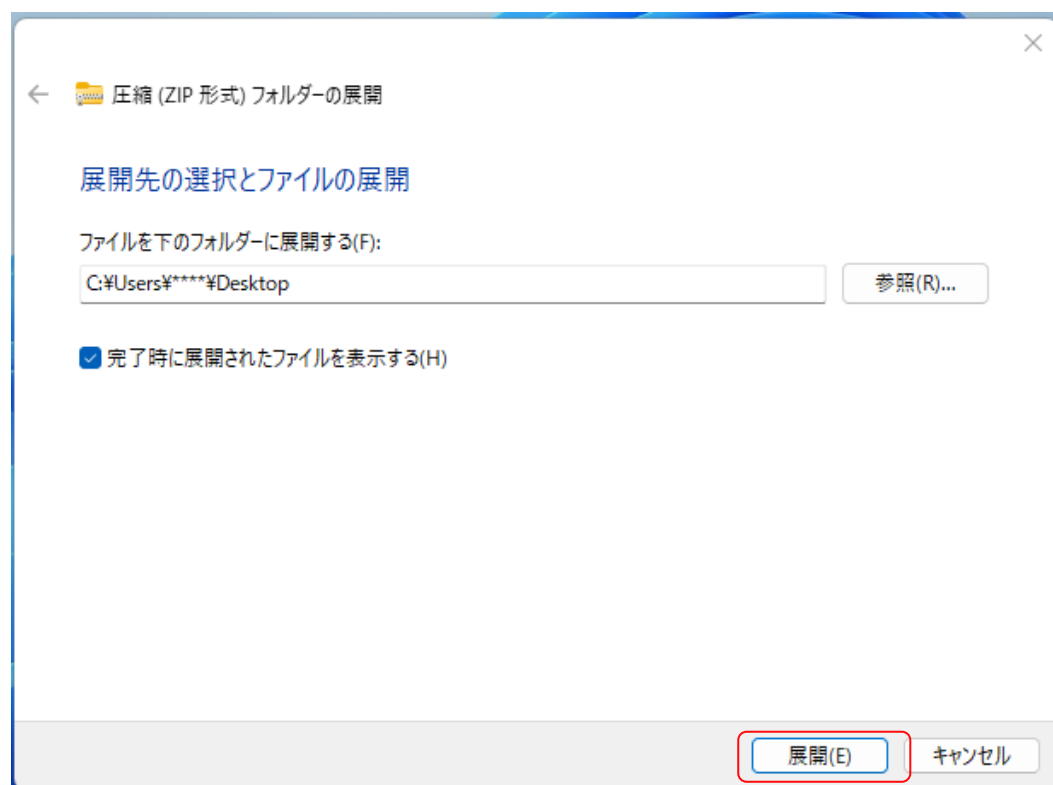 圧縮 (ZIP 形式) フォルダーの展開
展開先の選択とファイルの展開
ファイルを下のフォルダーに展開する(F):
C:¥Users¥****¥Desktop
参照(R)...
完了時に展開されたファイルを表示する(H)
展開(E)
キャンセル